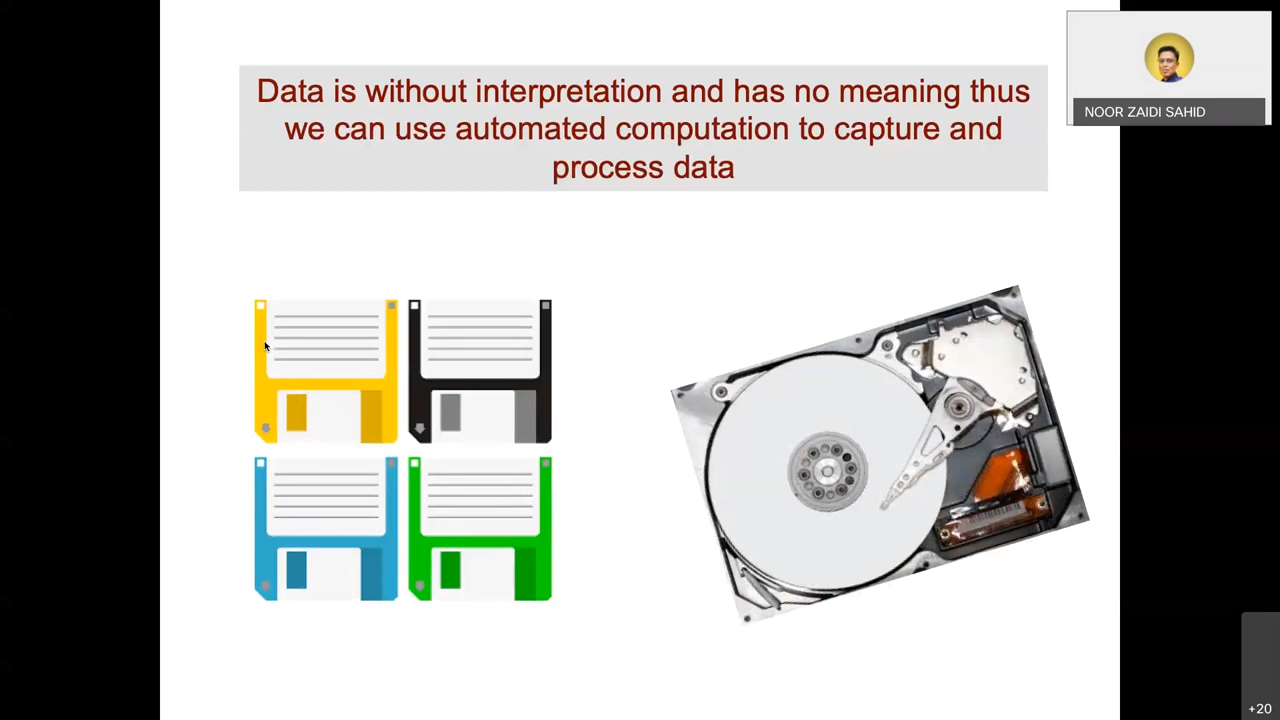 Data is without interpretation and has no meaning thus
we can use automated computation to capture and
process data
NOOR ZAIDI SAHID
+20